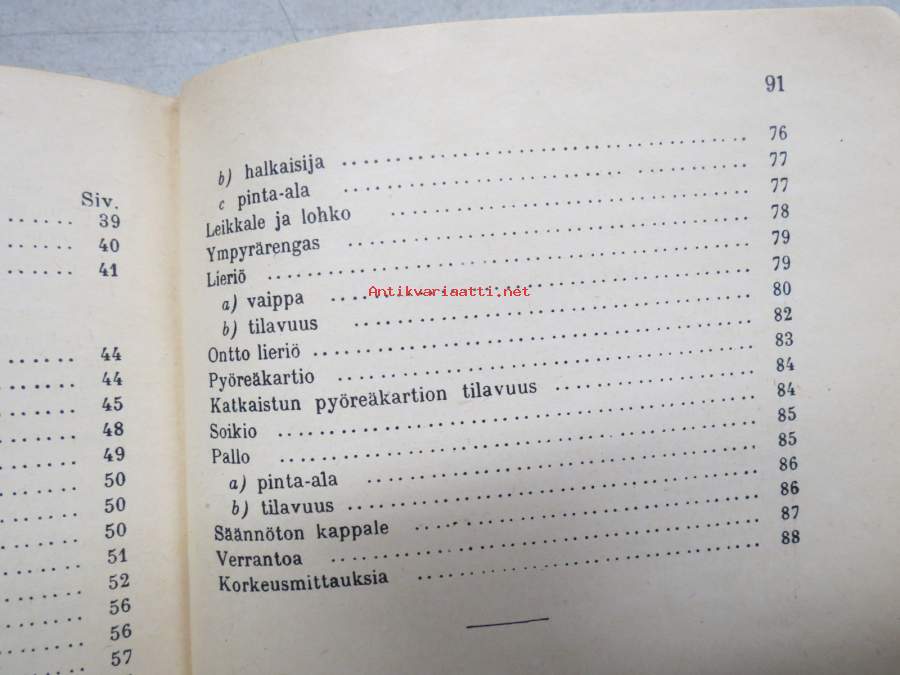 Siv.
39
40
41
44
44
45
48
49
50
50
50
51
52
56
56
57
91
b) halkaisija 76
c pinta-ala 77
Leikkale ja lohko 77
Ympyrärengas 78
Lieriö 79
a) vaippa 79
b) tilavuus 80
Ontto lieriö 82
Pyöreäkartio 83
Katkaistun pyöreäkartion tilavuus 84
Soikio 84
Pallo 85
a) pinta-ala 85
b) tilavuus 86
Säännöton kappale 86
Verrantoa 87
Korkeusmittauksia 88
Antikvariaatti.net